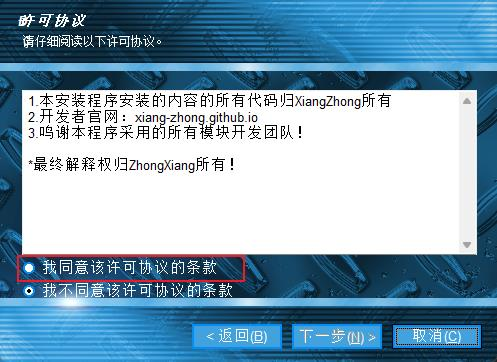 许可协议
请仔细阅读以下许可协议。
1.本安装程序安装的内容的所有代码归XiangZhong所有
2.开发者官网：xiang-zhong.github.io
3.鸣谢本程序采用的所有模块开发团队！
*最终解释权归ZhongXiang所有！
我同意该许可协议的条款
我不同意该许可协议的条款
< 返回(B)
下一步(N) >
取消(C)